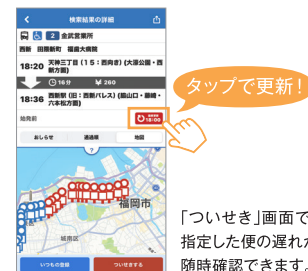 検索結果の詳細
2 金武営業所
西新 田隈新町 福島大病院
18:20 天神三丁目(15:西向き)(大濠公園・西新方面)
16分 ¥ 260
18:36 西新駅(旧:西新パレス)(脇山口・藤崎・六本松方面)
始発前
18:00
おしらせ 通過順 地図
?
福岡市
城南区
いつもの登録 ついせきする
タップで更新!
「ついせき」画面で
指定した便の遅れが
随時確認できます。